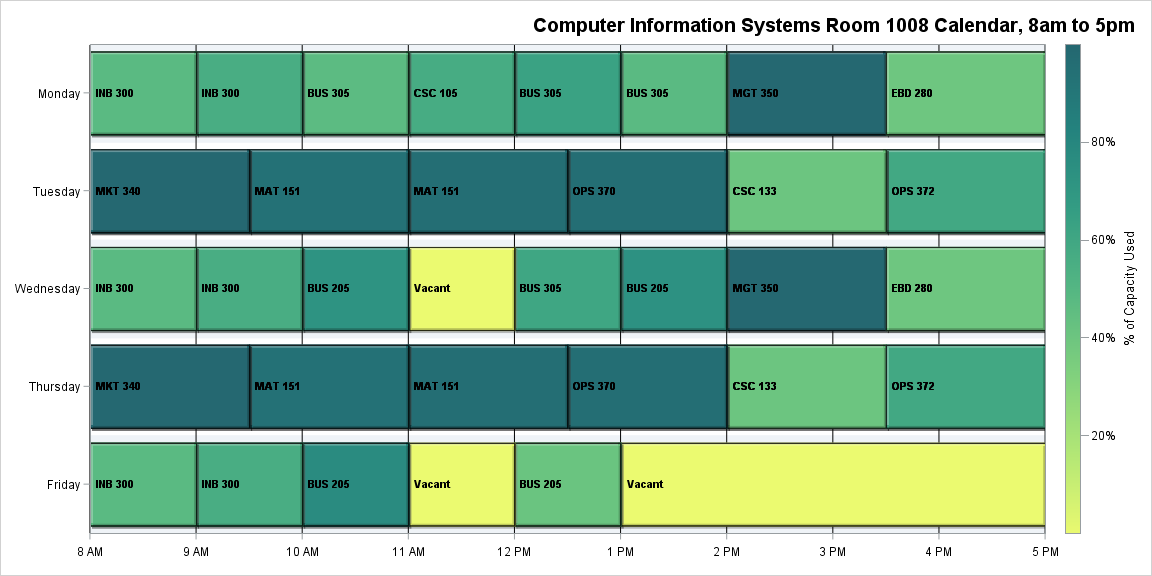 Computer Information Systems Room 1008 Calendar, 8am to 5pm
Monday
INB 300
INB 300
BUS 305
CSC 105
BUS 305
BUS 305
MGT 350
EBD 280
Tuesday
MKT 340
MAT 151
MAT 151
OPS 370
CSC 133
OPS 372
Wednesday
INB 300
INB 300
BUS 205
Vacant
BUS 305
BUS 205
MGT 350
EBD 280
Thursday
MKT 340
MAT 151
MAT 151
OPS 370
CSC 133
OPS 372
Friday
INB 300
INB 300
BUS 205
Vacant
BUS 205
Vacant
8 AM
9 AM
10 AM
11 AM
12 PM
1 PM
2 PM
3 PM
4 PM
5 PM
80%
60%
40%
20%
% of Capacity Used